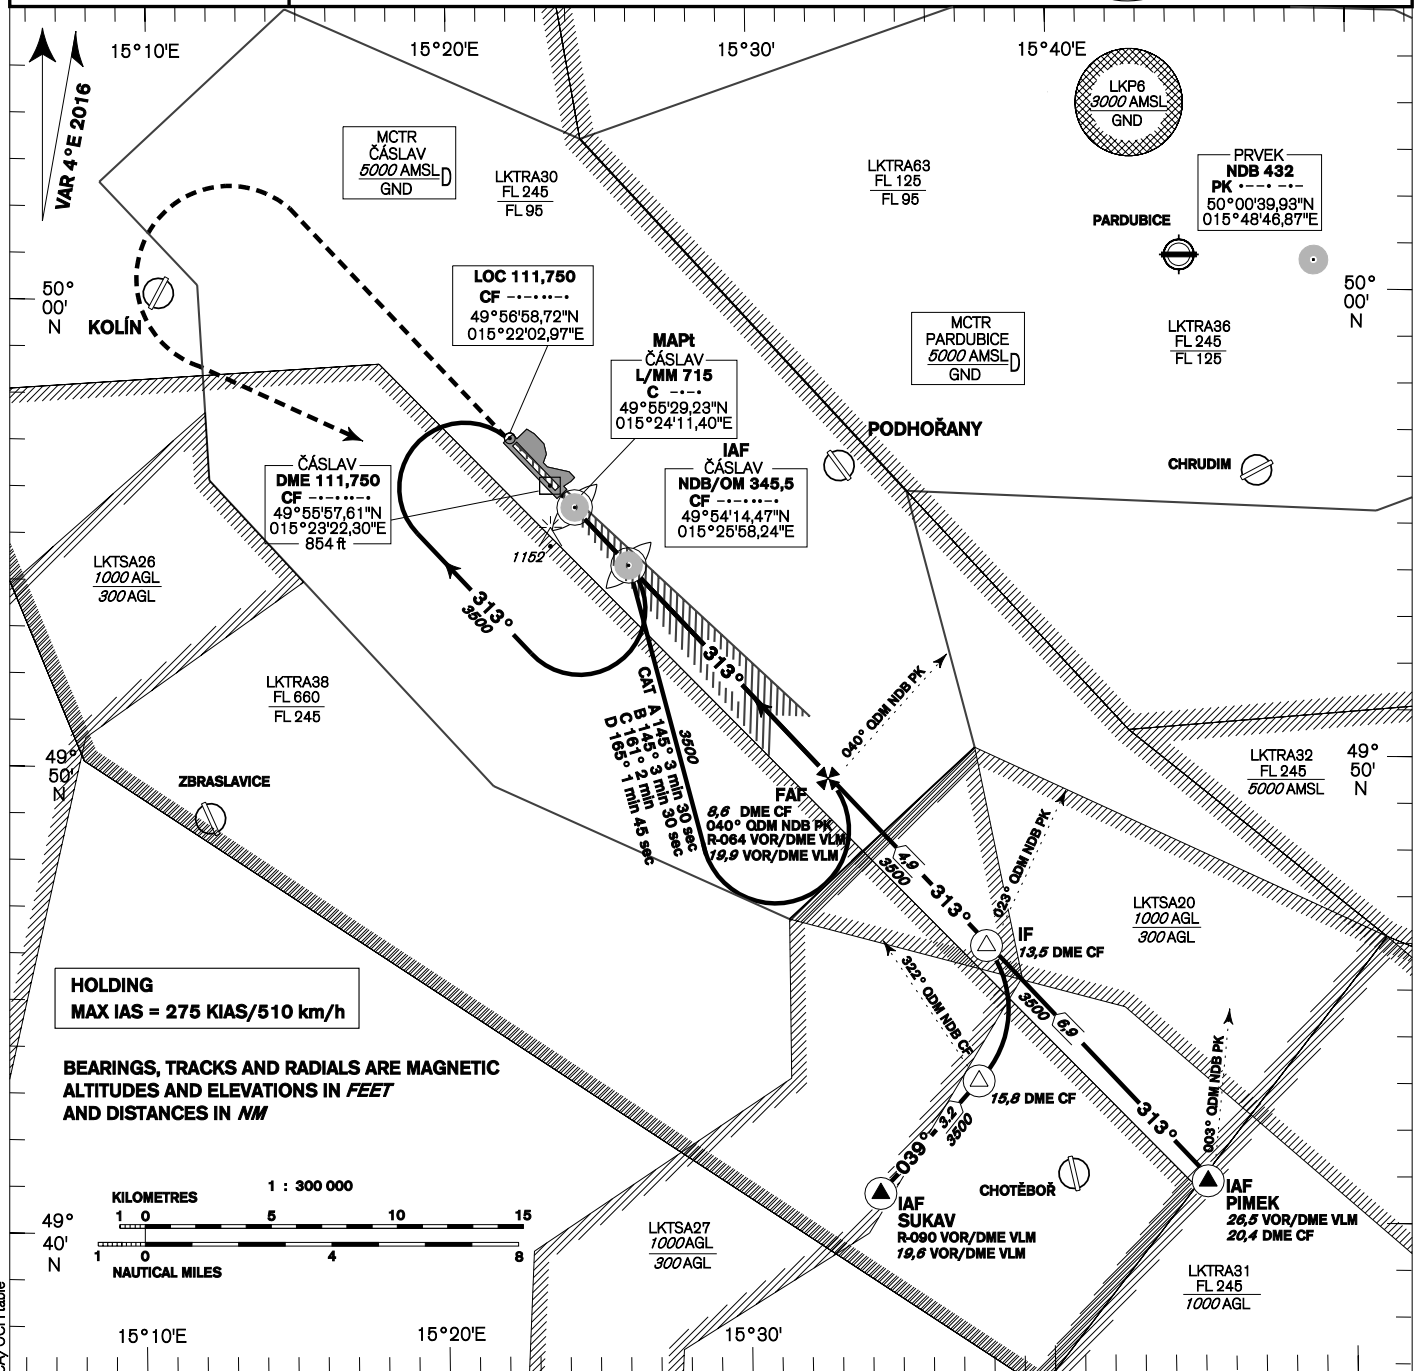 15°10'E
15°20'E
15°30'
15°40'E
VAR 4°E 2016
LKP6
3000 AMSL
GND
MCTR
ČÁSLAV
5000 AMSL D
GND
LKTRA30
FL 245
FL 95
LKTRA63
FL 125
FL 95
PRVEK
NDB 432
PK ·--· -·-
50°00'39,93"N
015°48'46,87"E
PARDUBICE
50°
00'
N
KOLÍN
LOC 111,750
CF -·-· ··-·
49°56'58,72"N
015°22'02,97"E
MAPt
ČÁSLAV
L/MM 715
C -·-·
49°55'29,23"N
015°24'11,40"E
MCTR
PARDUBICE
5000 AMSL D
GND
LKTRA36
FL 245
FL 125
50°
00'
N
PODHOŘANY
CHRUDIM
IAF
ČÁSLAV
NDB/OM 345,5
CF -·-· ··-·
49°54'14,47"N
015°25'58,24"E
ČÁSLAV
DME 111,750
CF -·-· ··-·
49°55'57,61"N
015°23'22,30"E
854 ft
1152
LKTSA26
1000 AGL
300 AGL
313°
3500
313°
LKTRA38
FL 660
FL 245
CAT A 145° 3 min 30 sec
B 145° 3 min 30 sec
C 161° 2 min
D 165° 1 min 45 sec
3500
040° QDM NDB PK
49°
50'
N
ZBRASLAVICE
LKTRA32
FL 245
5000 AMSL
49°
50'
N
FAF
8,6 DME CF
040° QDM NDB PK
R-064 VOR/DME VLM
19,9 VOR/DME VLM
4,9
3500
313°
023° QDM NDB PK
LKTSA20
1000 AGL
300 AGL
IF
13,5 DME CF
322° QDM NDB CF
3500
6,9
HOLDING
MAX IAS = 275 KIAS/510 km/h
BEARINGS, TRACKS AND RADIALS ARE MAGNETIC
ALTITUDES AND ELEVATIONS IN FEET
AND DISTANCES IN NM
15,8 DME CF
039°
3.2
3500
313°
003° QDM NDB PK
CHOTĚBOŘ
IAF
SUKAV
R-090 VOR/DME VLM
19,6 VOR/DME VLM
IAF
PIMEK
26,5 VOR/DME VLM
20,4 DME CF
1 : 300 000
KILOMETRES
1 0 5 10 15
1 0 4 8
NAUTICAL MILES
49°
40'
N
LKTSA27
1000 AGL
300 AGL
LKTRA31
FL 245
1000 AGL
15°10'E
15°20'E
15°30'